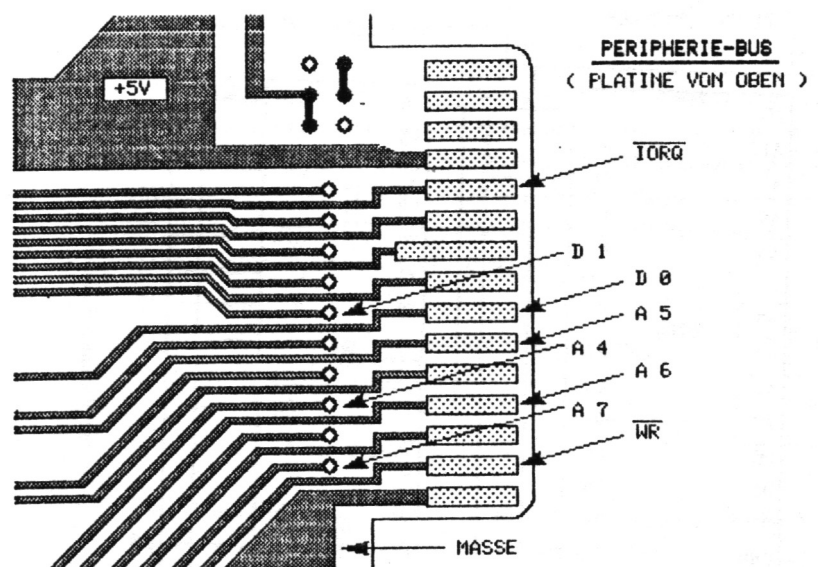 PERIPHERIE-BUS
( PLATINE VON OBEN )
+5V
IORQ
D 1
D 0
A 5
A 4
A 6
A 7
WR
MASSE